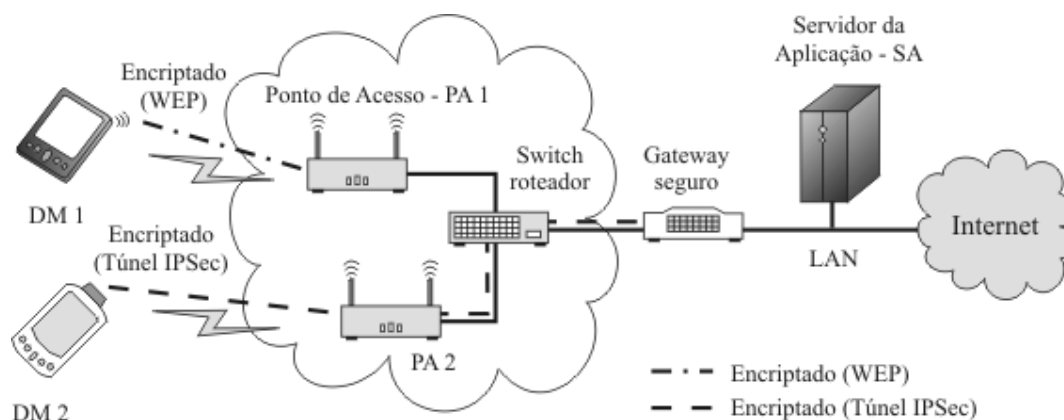 Servidor da
Aplicação - SA
Encriptado
(WEP)
Ponto de Acesso - PA 1
Switch
roteador
Gateway
seguro
DM 1
Internet
LAN
Encriptado
(Túnel IPSec)
PA 2
DM 2
Encriptado (WEP)
Encriptado (Túnel IPSec)